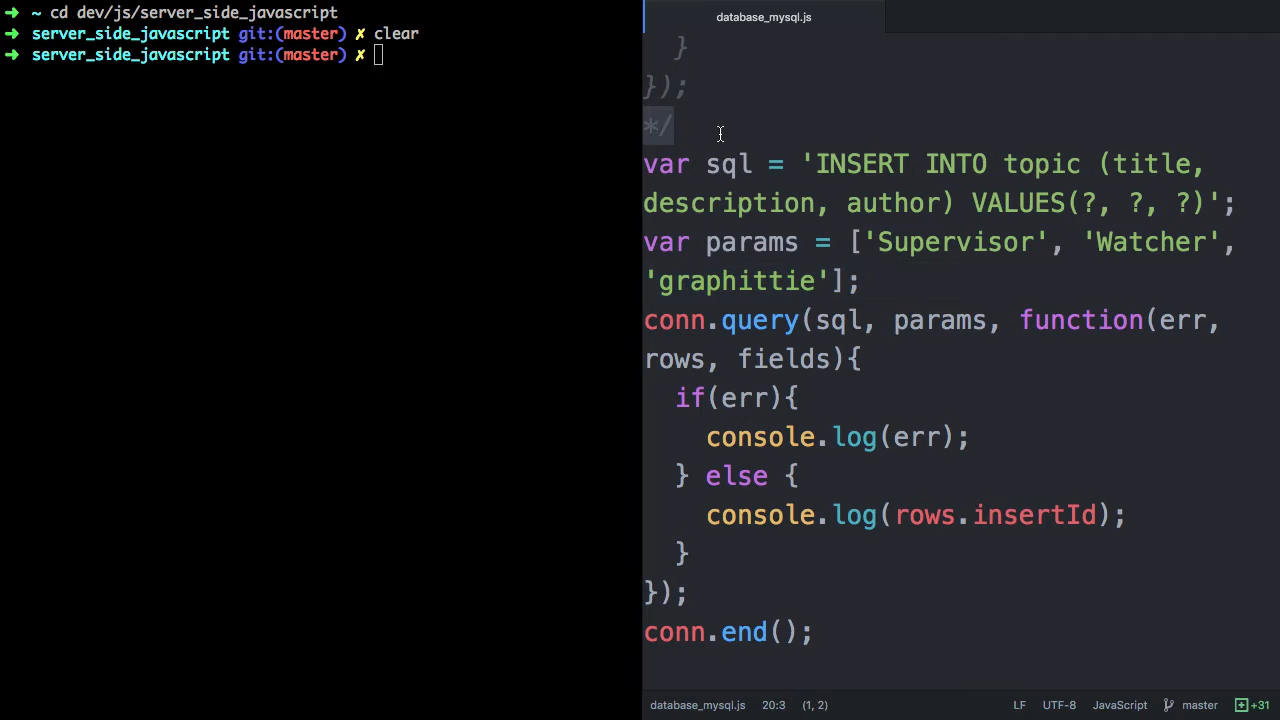 ➜ ~ cd dev/js/server_side_javascript
➜ server_side_javascript git:(master) ✗ clear
➜ server_side_javascript git:(master) ✗
database_mysql.js
}
});
*/
var sql = 'INSERT INTO topic (title,
description, author) VALUES(?, ?, ?)';
var params = ['Supervisor', 'Watcher',
'graphittie'];
conn.query(sql, params, function(err,
rows, fields){
if(err){
console.log(err);
} else {
console.log(rows.insertId);
}
});
conn.end();
database_mysql.js 20:3 (1, 2) LF UTF-8 JavaScript master +31